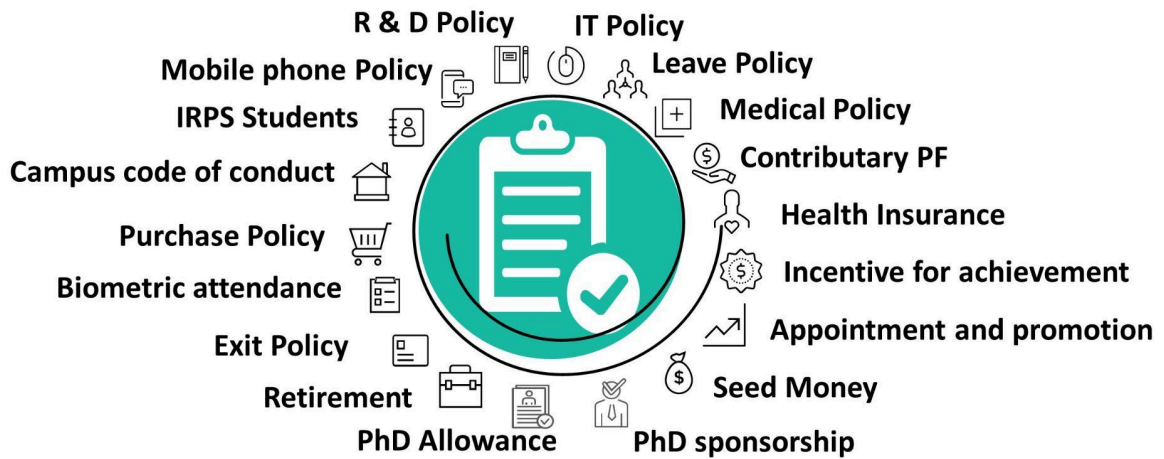 R & D Policy
IT Policy
Mobile phone Policy
Leave Policy
IRPS Students
Medical Policy
Campus code of conduct
Contributary PF
Purchase Policy
Health Insurance
Biometric attendance
Incentive for achievement
Exit Policy
Appointment and promotion
Retirement
Seed Money
PhD Allowance
PhD sponsorship